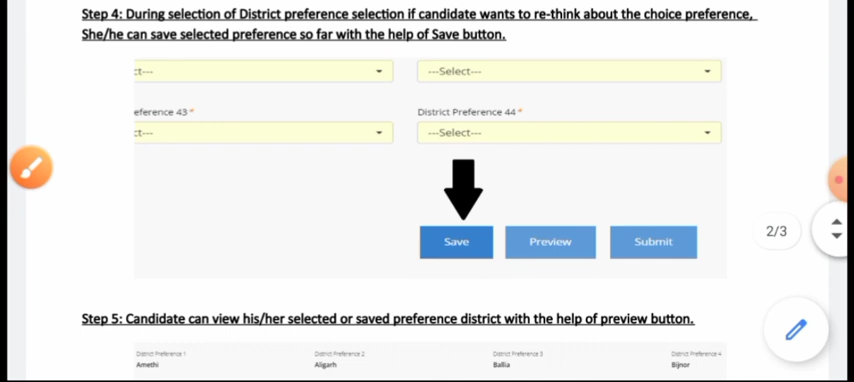 Step 4: During selection of District preference selection if candidate wants to re-think about the choice preference,
She/he can save selected preference so far with the help of Save button.
ct---
---Select---
eference 43 *
District Preference 44 *
ct---
---Select---
Save
Preview
Submit
2/3
Step 5: Candidate can view his/her selected or saved preference district with the help of preview button.
District Preference 1
District Preference 2
District Preference 3
District Preference 4
Amethi
Aligarh
Ballia
Bijnor